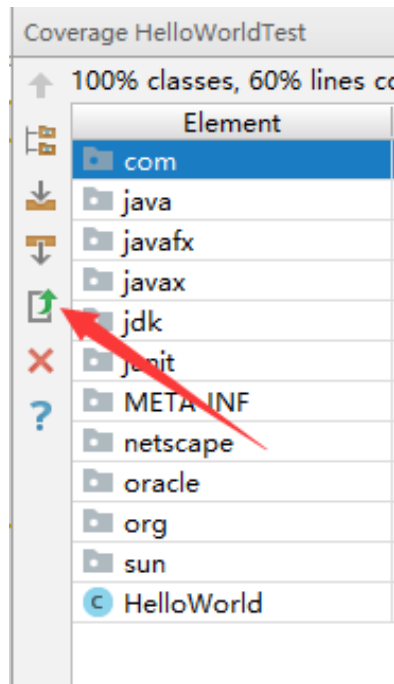 Coverage HelloWorldTest
100% classes, 60% lines
Element
com
java
javafx
javax
jdk
junit
META-INF
netscape
oracle
org
sun
C HelloWorld
?